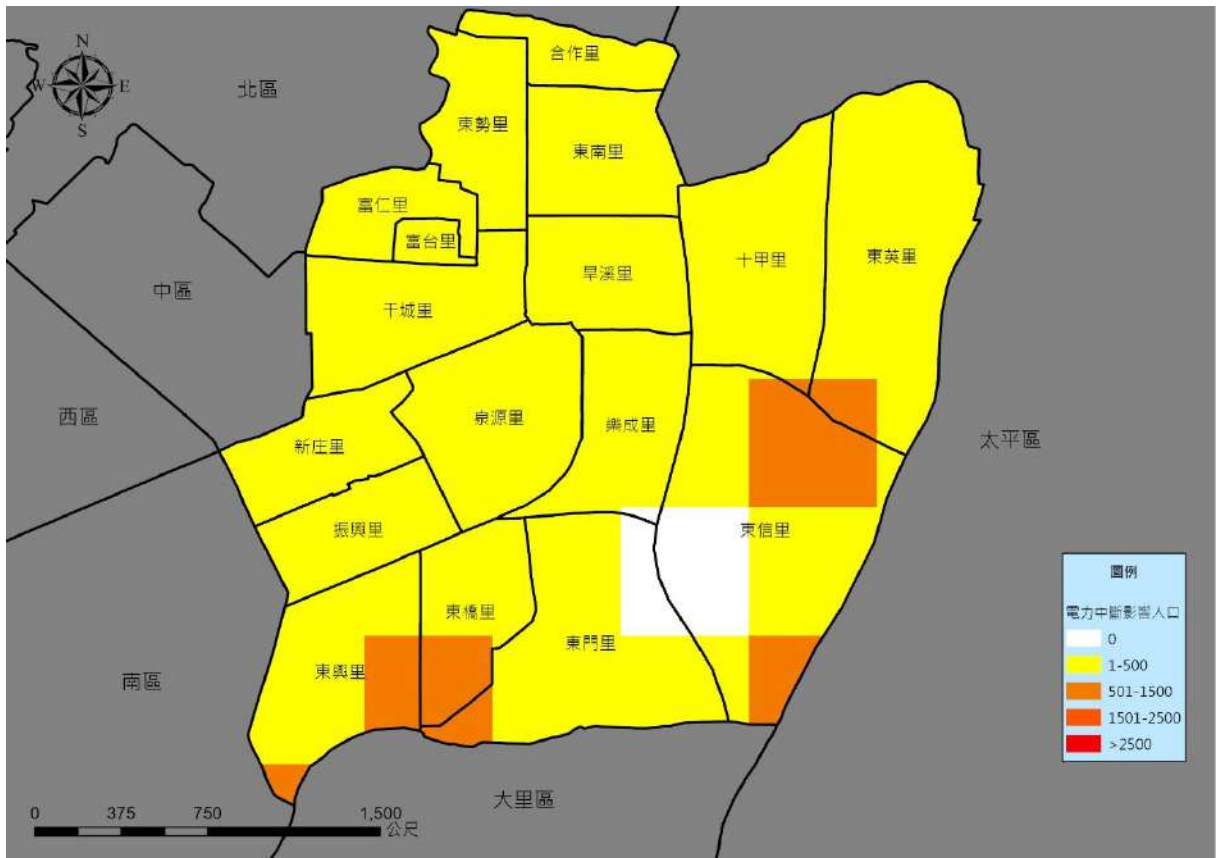 合作里
N
W E
S
北區
東勢里
東南里
富仁里
富台里
十甲里
東英里
旱溪里
中區
干城里
西區
泉源里
樂成里
新庄里
太平區
振興里
東信里
東橋里
東門里
東興里
南區
大里區
圖例
電力中斷影響人口
0
1-500
501-1500
1501-2500
>2500
0 375 750 1,500
公尺